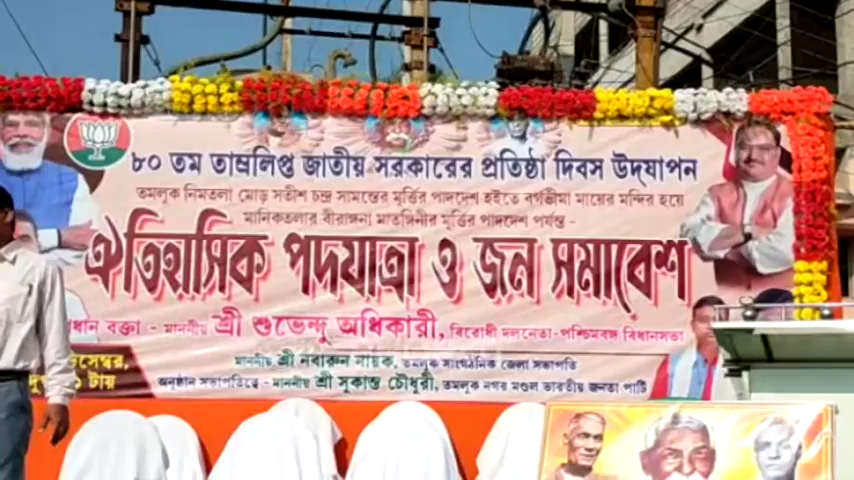 ৮০ তম তাম্রলিপ্ত জাতীয় সরকারের প্রতিষ্ঠা দিবস উদ্‌যাপন
তমলুক নিমতলা মোড় সতীশ চন্দ্র সামন্তের মুর্ত্তির পাদদেশ হইতে বর্গভীমা মায়ের মন্দির হয়ে
মানিকতলার বীরাঙ্গনা মাতঙ্গিনীর মুর্ত্তির পাদদেশ পর্যন্ত -
ঐতিহাসিক পদযাত্রা ও জন সমাবেশ
প্রধান বক্তা - মাননীয় শ্রী শুভেন্দু অধিকারী, বিরোধী দলনেতা-পশ্চিমবঙ্গ বিধানসভা
মাননীয় শ্রী নবারুন নায়ক, তমলুক সাংগঠনিক জেলা সভাপতি
অনুষ্ঠান সভাপতিত্বে - মাননীয় শ্রী সুকান্ত চৌধুরী, তমলুক নগর মণ্ডল ভারতীয় জনতা পার্টি
১ টায়